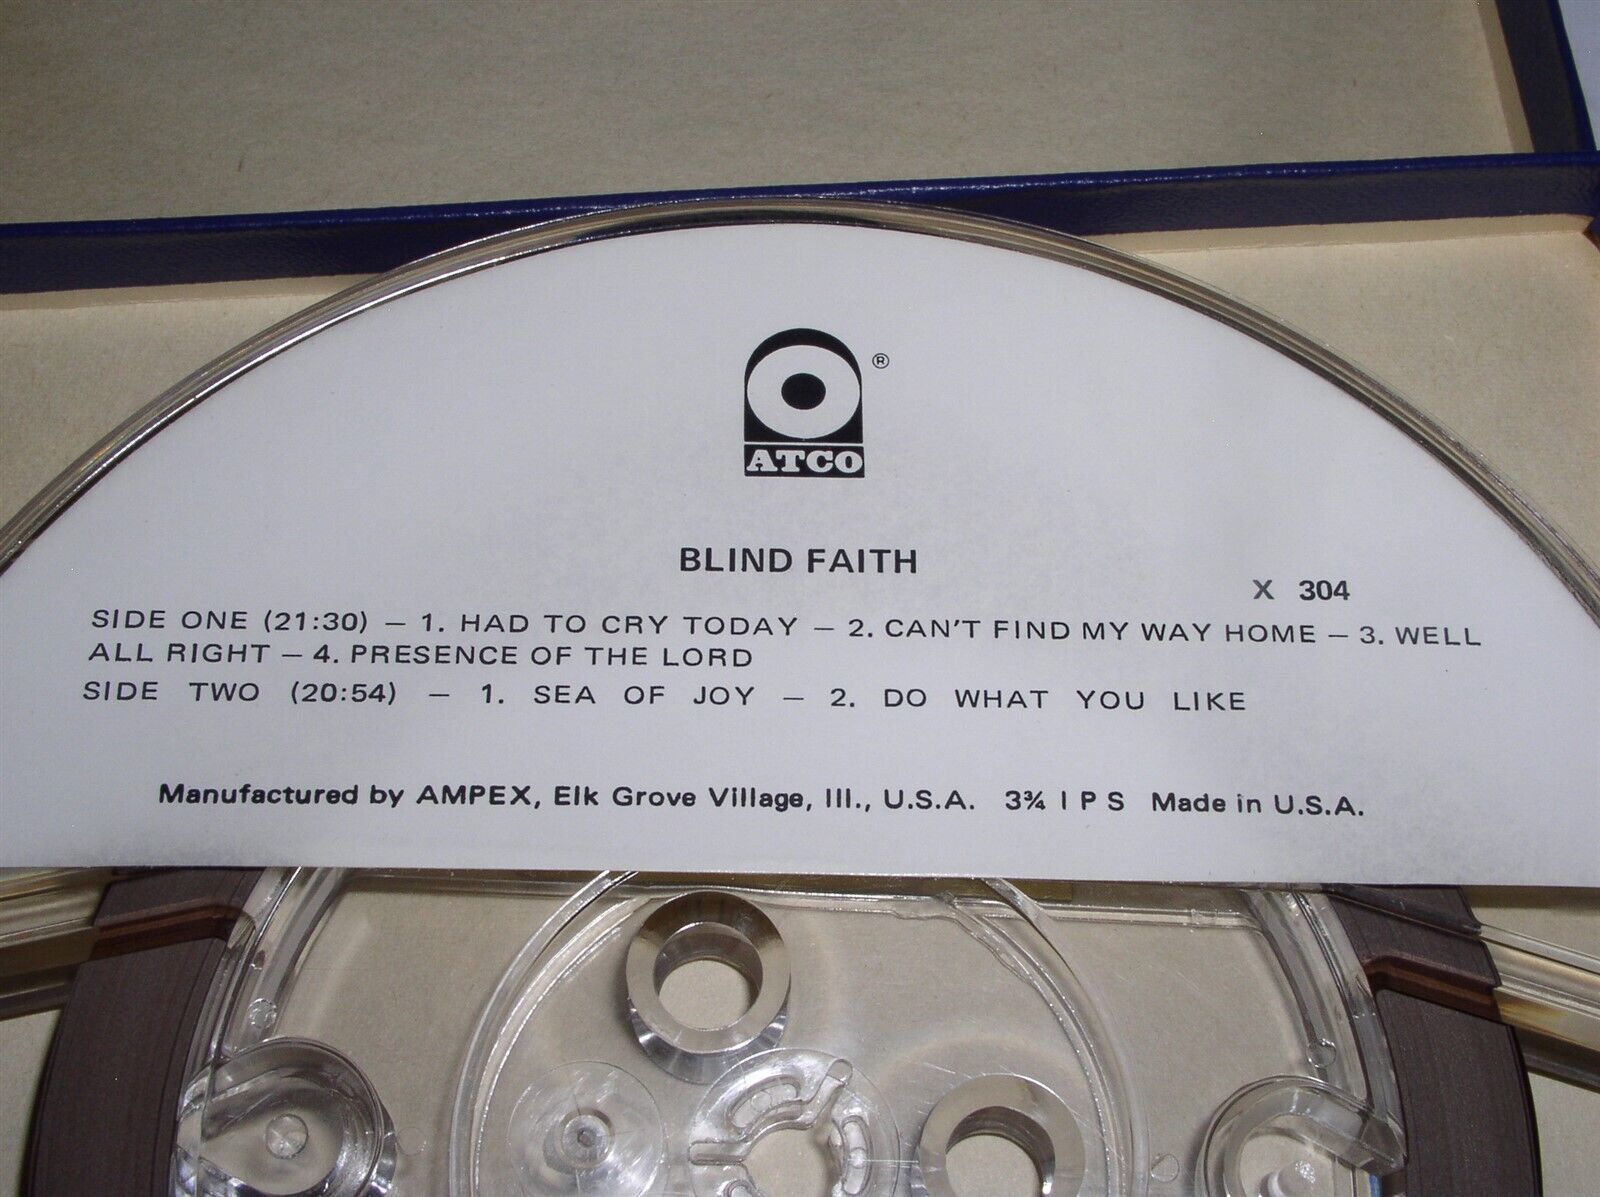 ®
ATCO
BLIND FAITH
X 304
SIDE ONE (21:30) — 1. HAD TO CRY TODAY — 2. CAN'T FIND MY WAY HOME — 3. WELL
ALL RIGHT — 4. PRESENCE OF THE LORD
SIDE TWO (20:54) — 1. SEA OF JOY — 2. DO WHAT YOU LIKE
Manufactured by AMPEX, Elk Grove Village, Ill., U.S.A. 3¾ I P S Made in U.S.A.